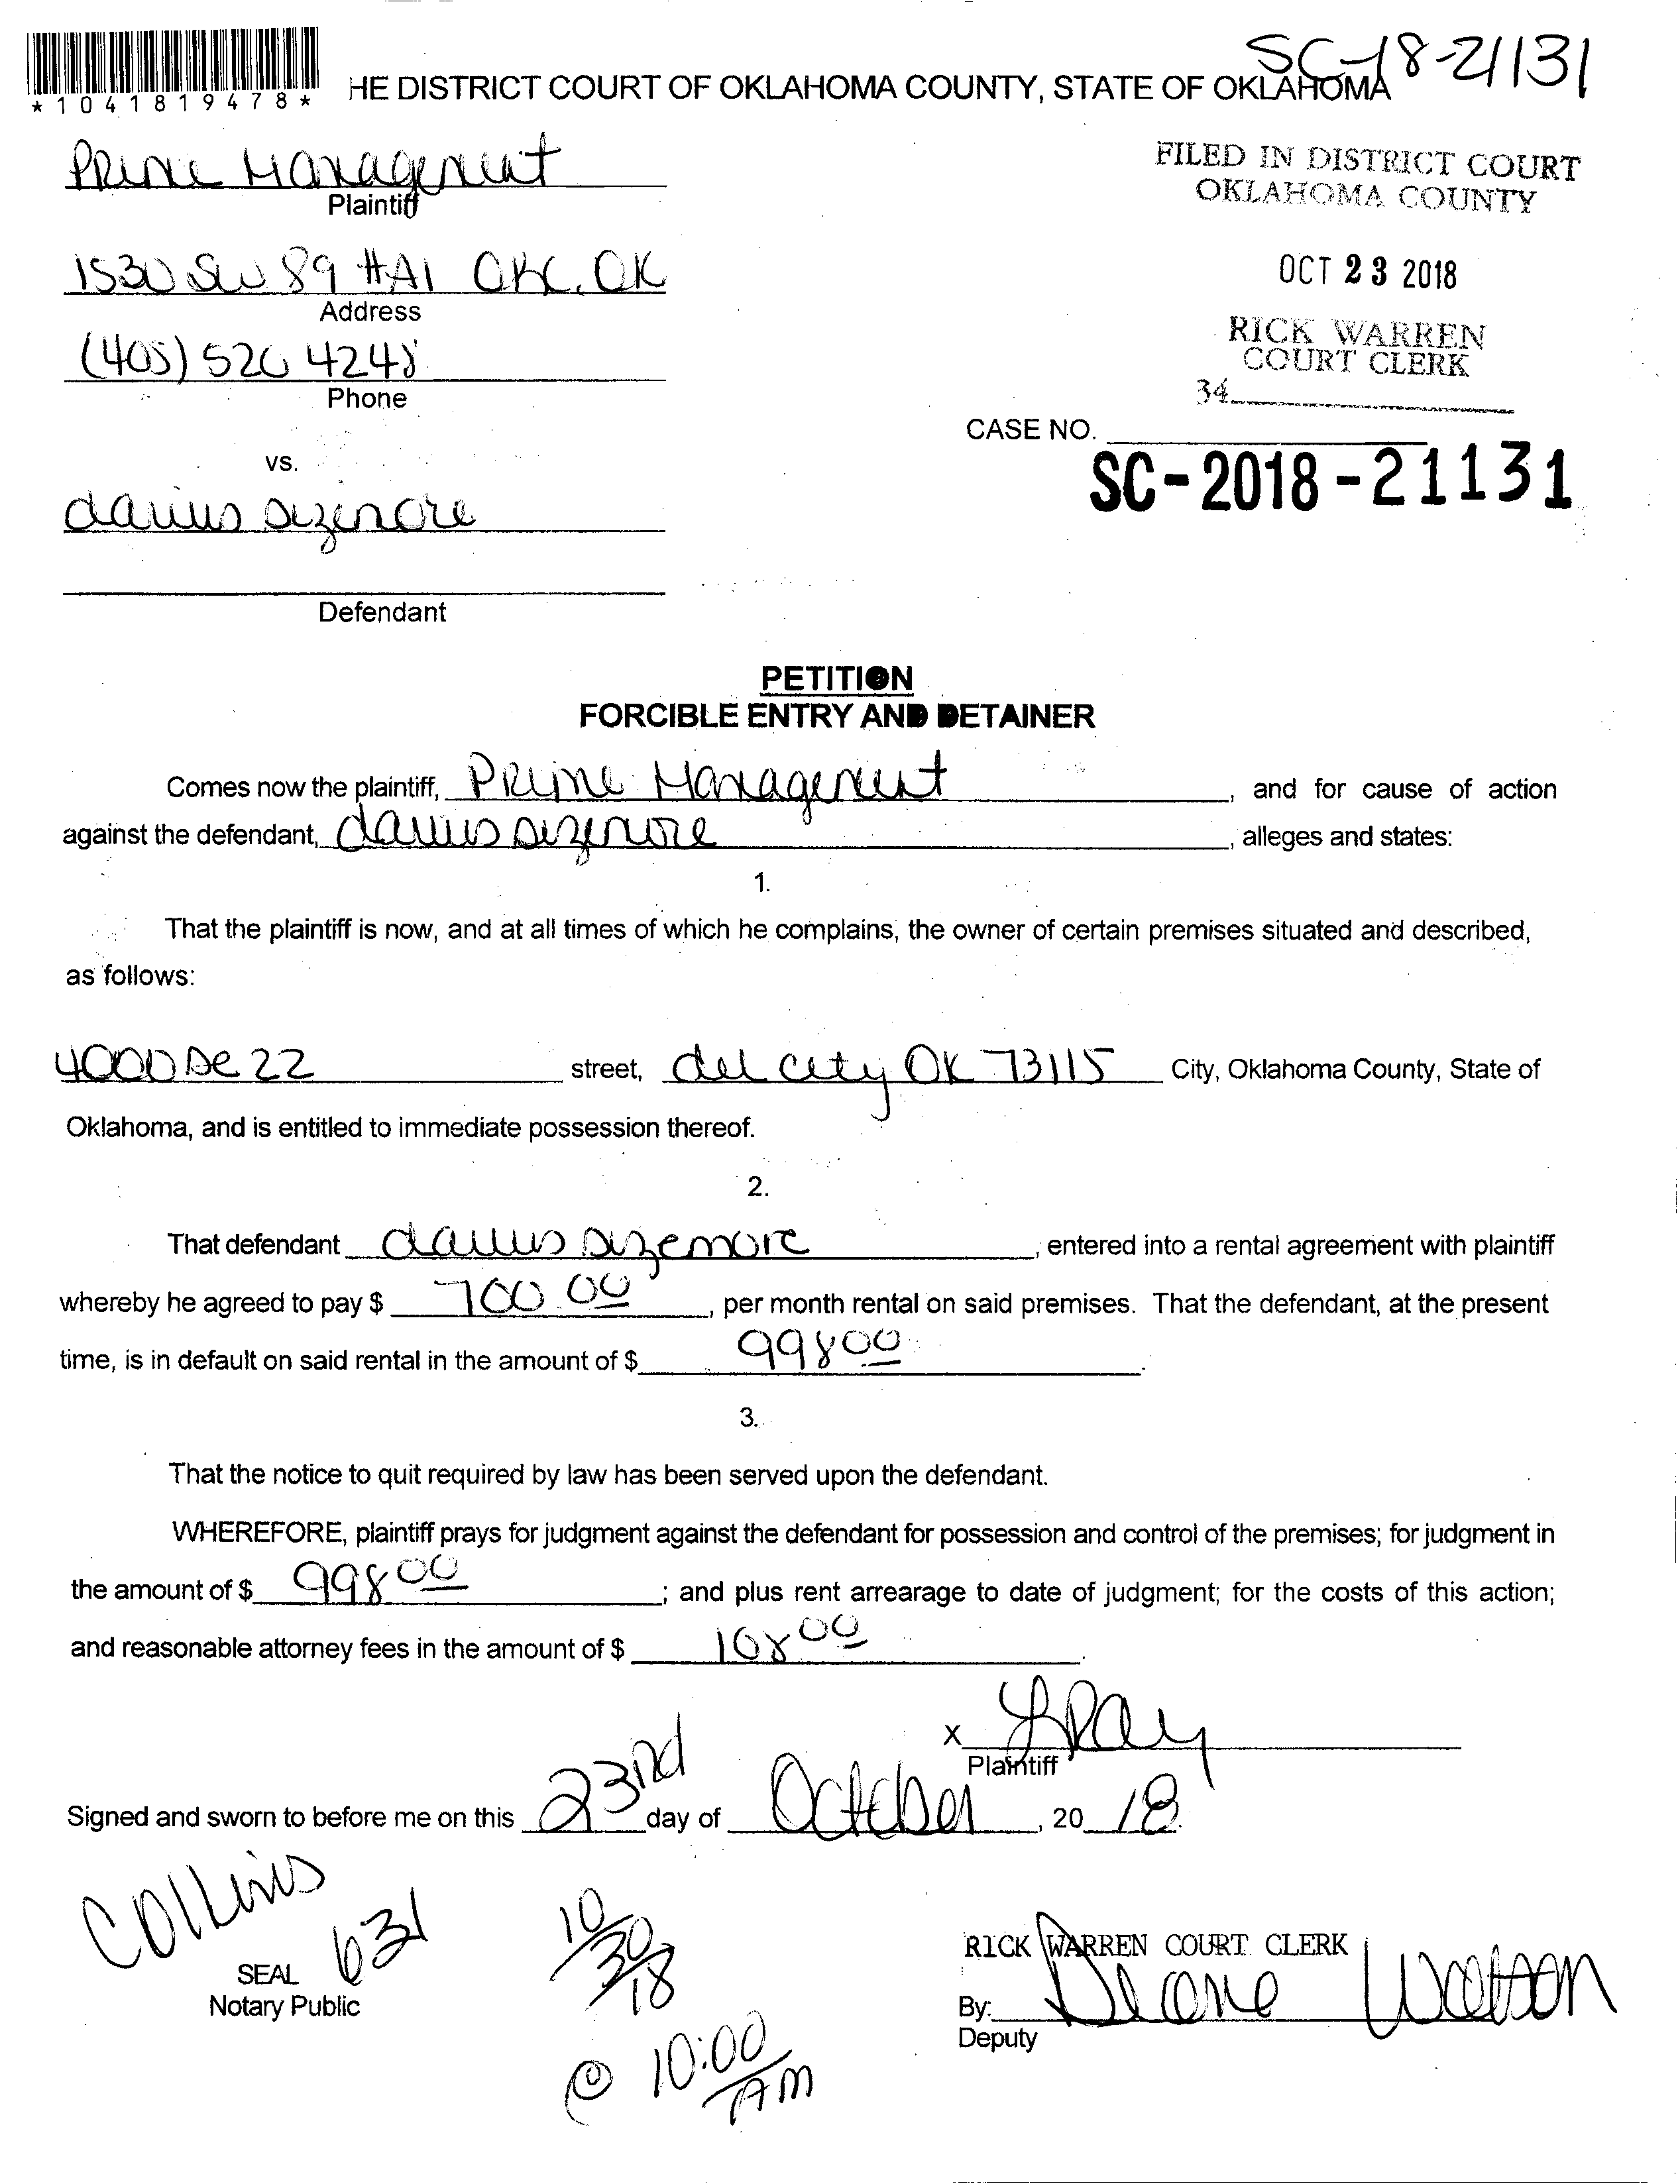 SC-18-21131
*1041819478*
HE DISTRICT COURT OF OKLAHOMA COUNTY, STATE OF OKLAHOMA
Prime Management
Plaintiff
FILED IN DISTRICT COURT
OKLAHOMA COUNTY
1530 SW 89 #A1 OKC, OK
Address
OCT 23 2018
(405) 520 4248
Phone
RICK WARREN
COURT CLERK
34
CASE NO.
SC-2018-21131
vs.
darius sizemore
Defendant
PETITION
FORCIBLE ENTRY AND DETAINER
Comes now the plaintiff, Prime Management, and for cause of action
against the defendant, darius sizemore, alleges and states:
1.
That the plaintiff is now, and at all times of which he complains, the owner of certain premises situated and described,
as follows:
4000 Se 22 street, del city OK 73115 City, Oklahoma County, State of
Oklahoma, and is entitled to immediate possession thereof.
2.
That defendant darius sizemore, entered into a rental agreement with plaintiff
whereby he agreed to pay $ 700.00, per month rental on said premises. That the defendant, at the present
time, is in default on said rental in the amount of $ 998 00.
3.
That the notice to quit required by law has been served upon the defendant.
WHEREFORE, plaintiff prays for judgment against the defendant for possession and control of the premises; for judgment in
the amount of $ 998 00; and plus rent arrearage to date of judgment; for the costs of this action;
and reasonable attorney fees in the amount of $ 108 00.
X
Plaintiff
Signed and sworn to before me on this 23rd day of October, 20 18.
Collins
631
SEAL
Notary Public
10/30/18
@ 10:00 AM
RICK WARREN COURT CLERK
By: Diane Watson
Deputy